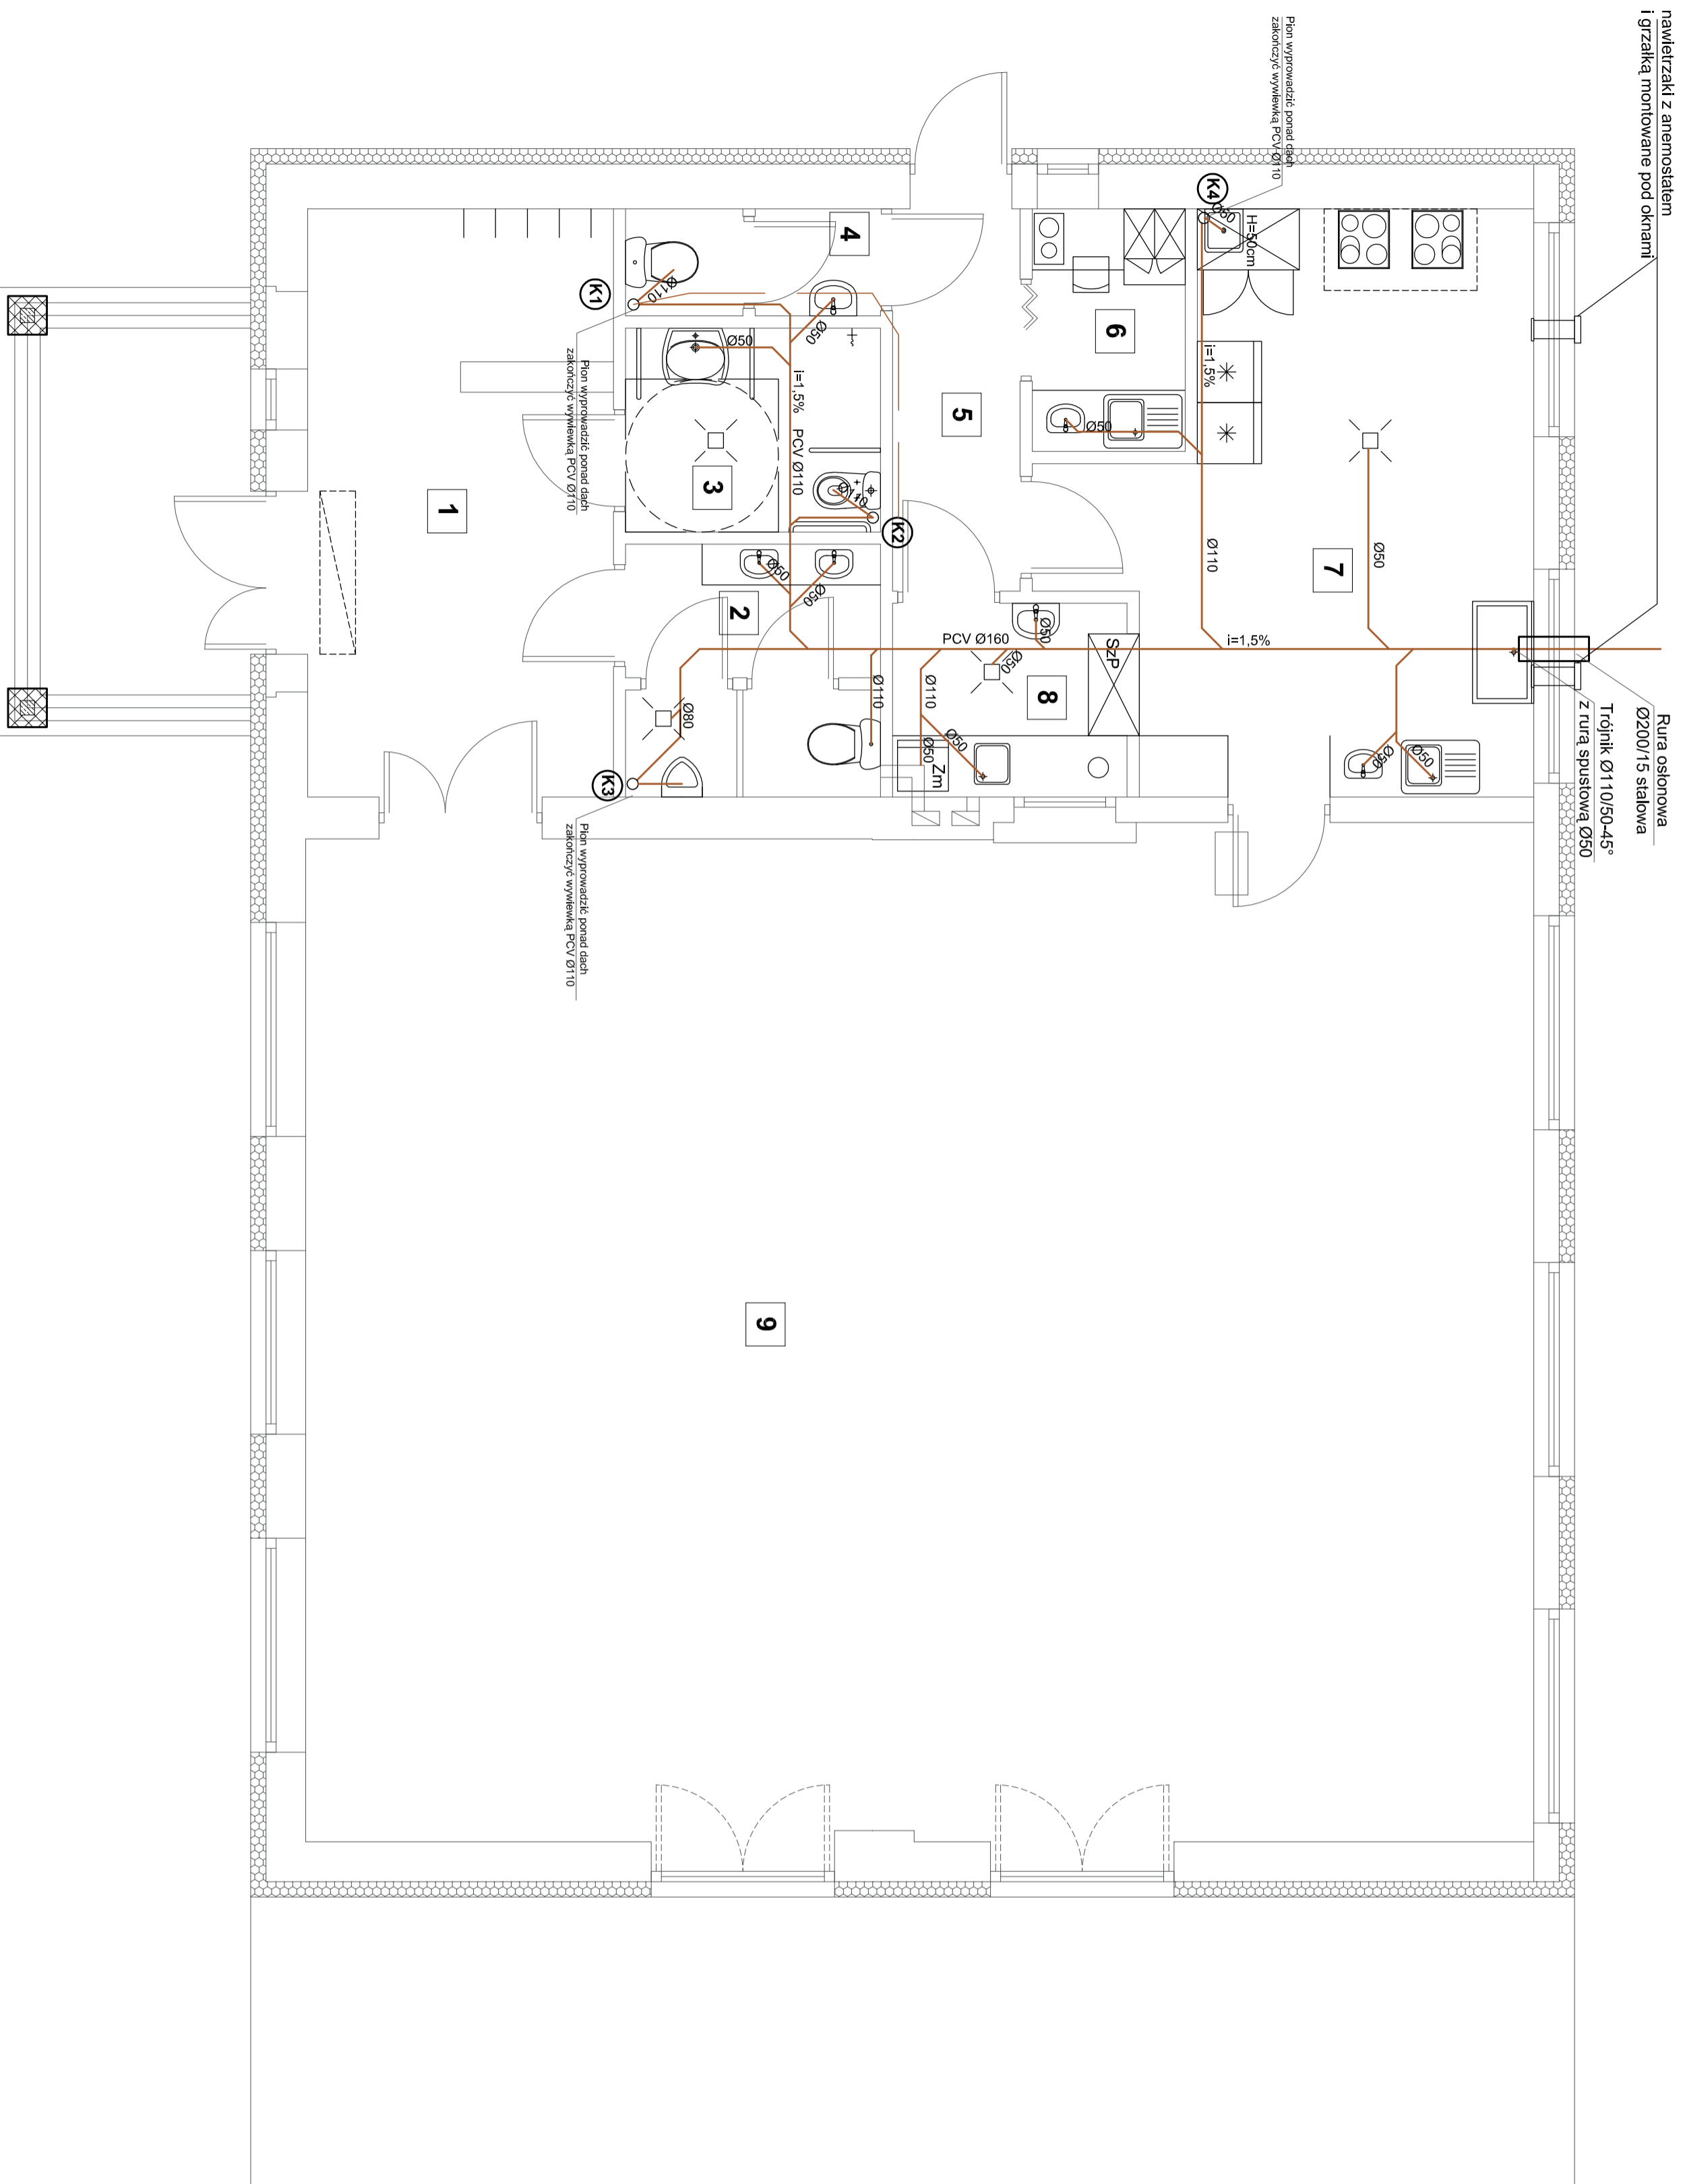 nawietrzaki z anemostatem
i grzałką montowane pod oknami
Rura osłonowa
Ø200/15 stalowa
Trójnik Ø110/50-45°
z rurą spustową Ø50
Pion wyprowadzić ponad dach
zakończyć wywiewką PCV Ø110
K4
H=50cm
i=1,5%
Ø110
7
Ø50
6
Ø50
5
4
K1
Ø110
Ø50
Ø50
i=1,5%
PCV Ø110
3
Ø110
K2
Pion wyprowadzić ponad dach
zakończyć wywiewką PCV Ø110
1
2
Ø50
Ø50
PCV Ø160
i=1,5%
Ø50
Ø50
SzP
8
Ø110
Ø110
Ø50
Ø50
Zm
Ø50
Ø50
Ø80
K3
Pion wyprowadzić ponad dach
zakończyć wywiewką PCV Ø110
9